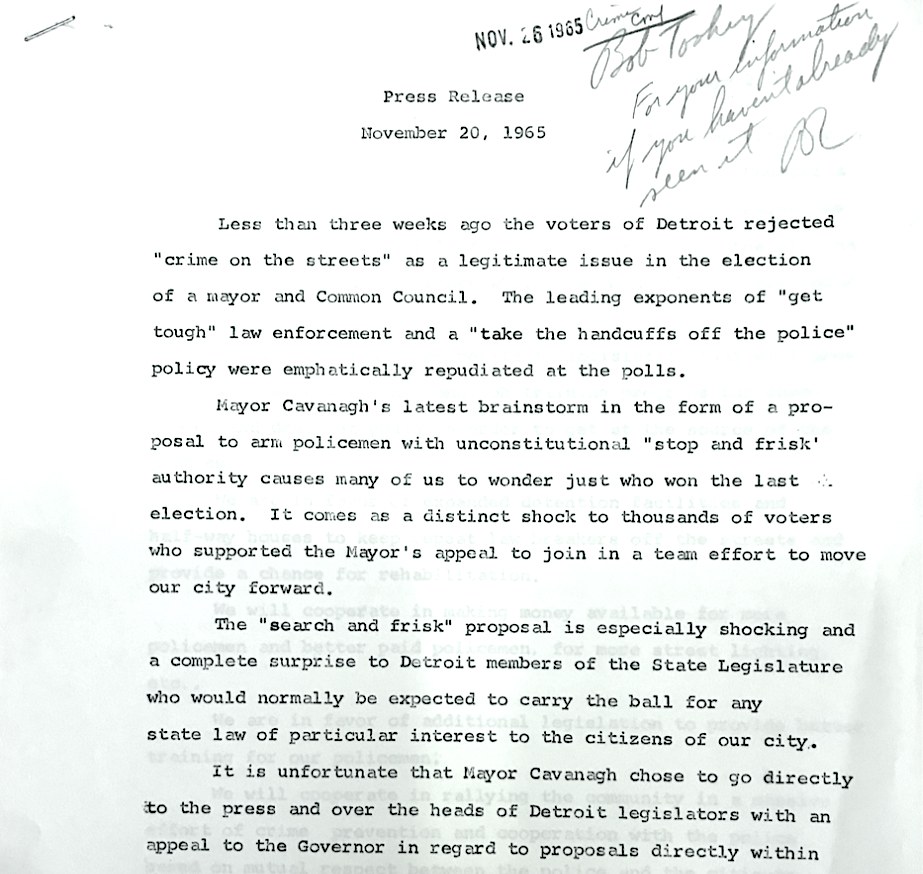 NOV. 26 1965
Crime
Conf
Bob Toohey
For your information
if you haven't already
seen it
Press Release
November 20, 1965
Less than three weeks ago the voters of Detroit rejected
"crime on the streets" as a legitimate issue in the election
of a mayor and Common Council. The leading exponents of "get
tough" law enforcement and a "take the handcuffs off the police"
policy were emphatically repudiated at the polls.
Mayor Cavanagh's latest brainstorm in the form of a pro-
posal to arm policemen with unconstitutional "stop and frisk'
authority causes many of us to wonder just who won the last
election. It comes as a distinct shock to thousands of voters
who supported the Mayor's appeal to join in a team effort to move
our city forward.
The "search and frisk" proposal is especially shocking and
a complete surprise to Detroit members of the State Legislature
who would normally be expected to carry the ball for any
state law of particular interest to the citizens of our city.
It is unfortunate that Mayor Cavanagh chose to go directly
to the press and over the heads of Detroit legislators with an
appeal to the Governor in regard to proposals directly within